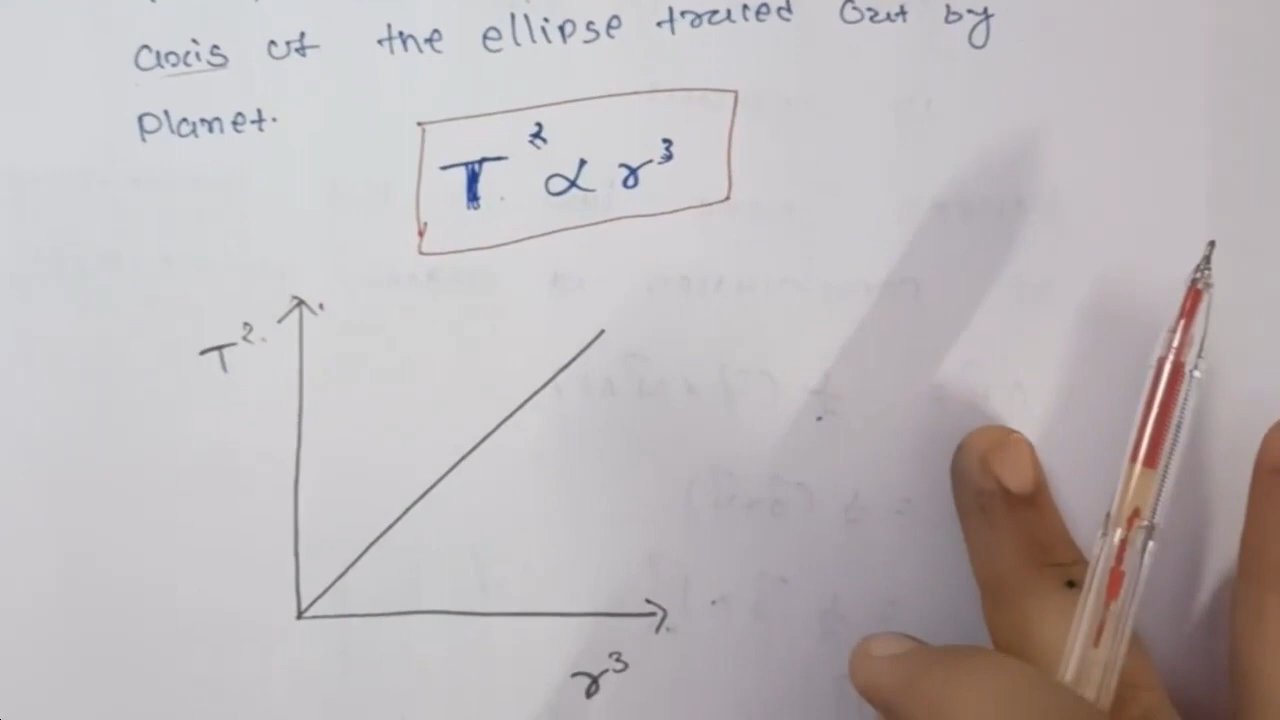 axis of the ellipse traced out by
planet.
T² ∝ r³
T²
r³